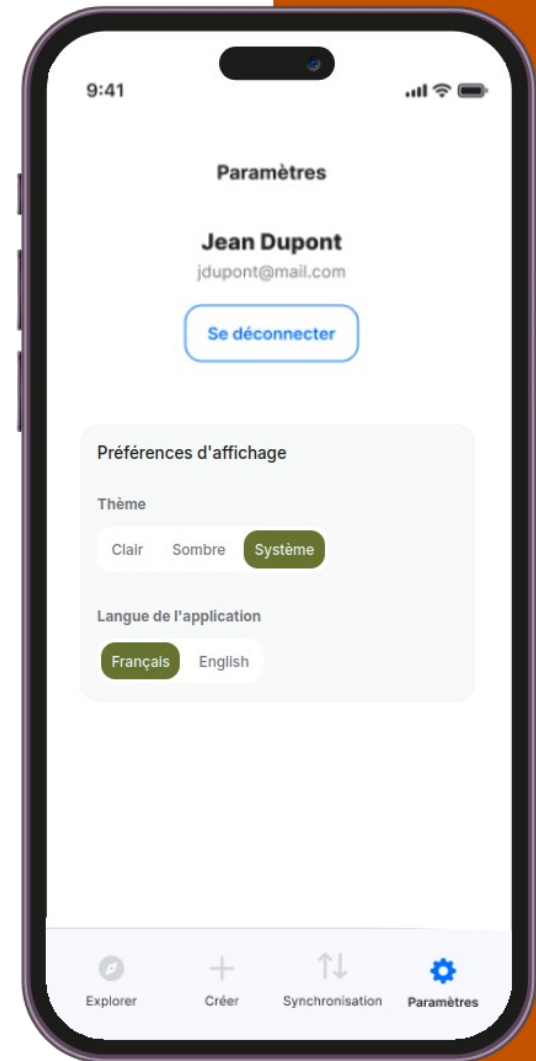 9:41
Paramètres
Jean Dupont
jdupont@mail.com
Se déconnecter
Préférences d'affichage
Thème
Clair Sombre Système
Langue de l'application
Français English
Explorer Créer Synchronisation Paramètres